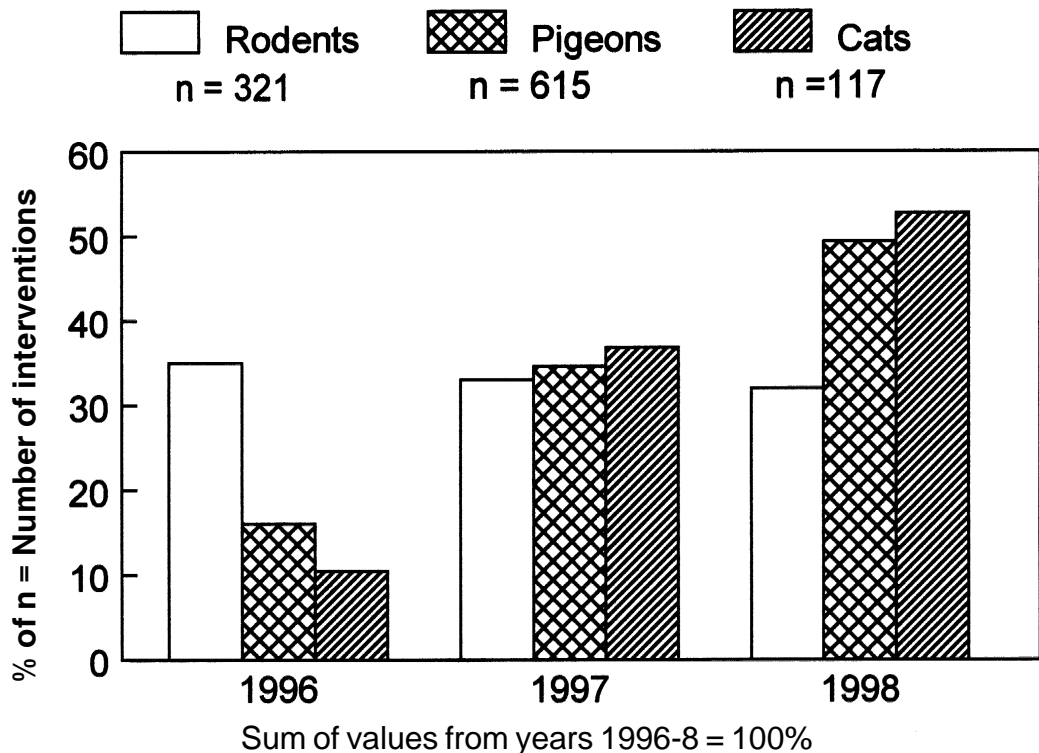 Rodents Pigeons Cats
n = 321 n = 615 n =117
% of n = Number of interventions
60
50
40
30
20
10
0
1996 1997 1998
Sum of values from years 1996-8 = 100%